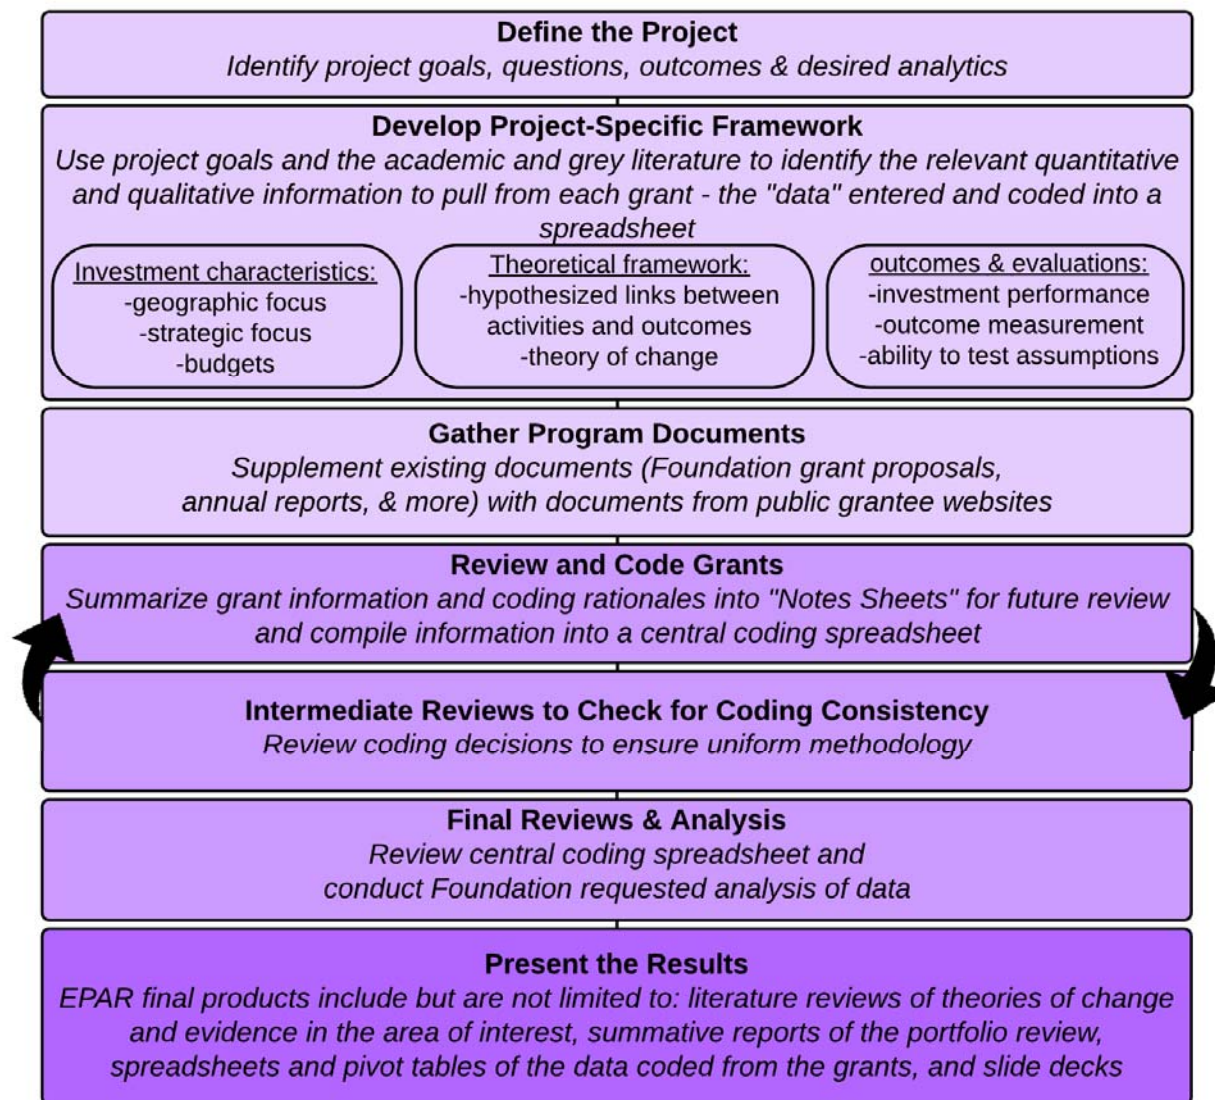 Define the Project
Identify project goals, questions, outcomes & desired analytics
Develop Project-Specific Framework
Use project goals and the academic and grey literature to identify the relevant quantitative
and qualitative information to pull from each grant - the "data" entered and coded into a
spreadsheet
Investment characteristics:
-geographic focus
-strategic focus
-budgets
Theoretical framework:
-hypothesized links between
activities and outcomes
-theory of change
outcomes & evaluations:
-investment performance
-outcome measurement
-ability to test assumptions
Gather Program Documents
Supplement existing documents (Foundation grant proposals,
annual reports, & more) with documents from public grantee websites
Review and Code Grants
Summarize grant information and coding rationales into "Notes Sheets" for future review
and compile information into a central coding spreadsheet
Intermediate Reviews to Check for Coding Consistency
Review coding decisions to ensure uniform methodology
Final Reviews & Analysis
Review central coding spreadsheet and
conduct Foundation requested analysis of data
Present the Results
EPAR final products include but are not limited to: literature reviews of theories of change
and evidence in the area of interest, summative reports of the portfolio review,
spreadsheets and pivot tables of the data coded from the grants, and slide decks